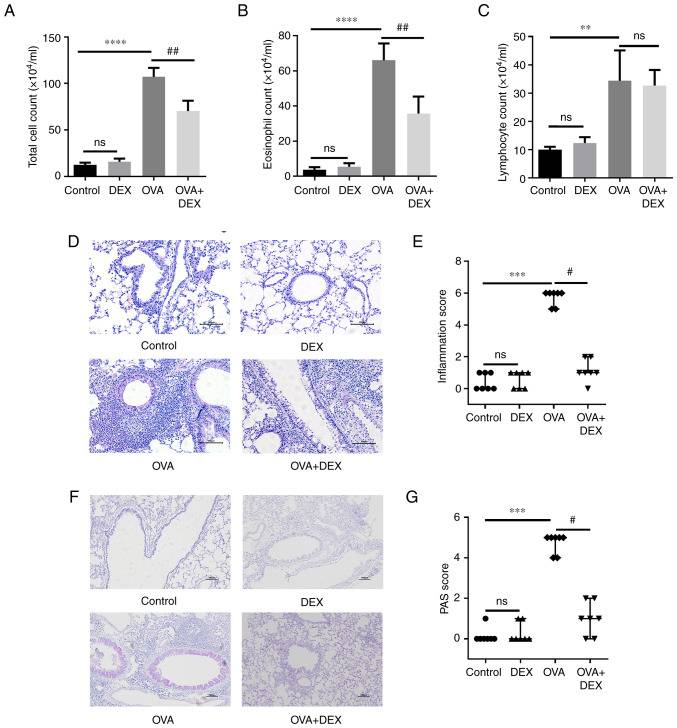 A
Total cell count (×10⁴/ml)
150
100
50
0
****
##
ns
Control
DEX
OVA
OVA+
DEX
B
Eosinophil count (×10⁴/ml)
80
60
40
20
0
****
##
ns
Control
DEX
OVA
OVA+
DEX
C
Lymphocyte count (×10⁴/ml)
50
40
30
20
10
0
**
ns
ns
Control
DEX
OVA
OVA+
DEX
D
Control
DEX
OVA
OVA+DEX
E
Inflammation score
8
6
4
2
0
***
#
ns
Control
DEX
OVA
OVA+
DEX
F
Control
DEX
OVA
OVA+DEX
G
PAS score
6
4
2
0
***
#
ns
Control
DEX
OVA
OVA+
DEX